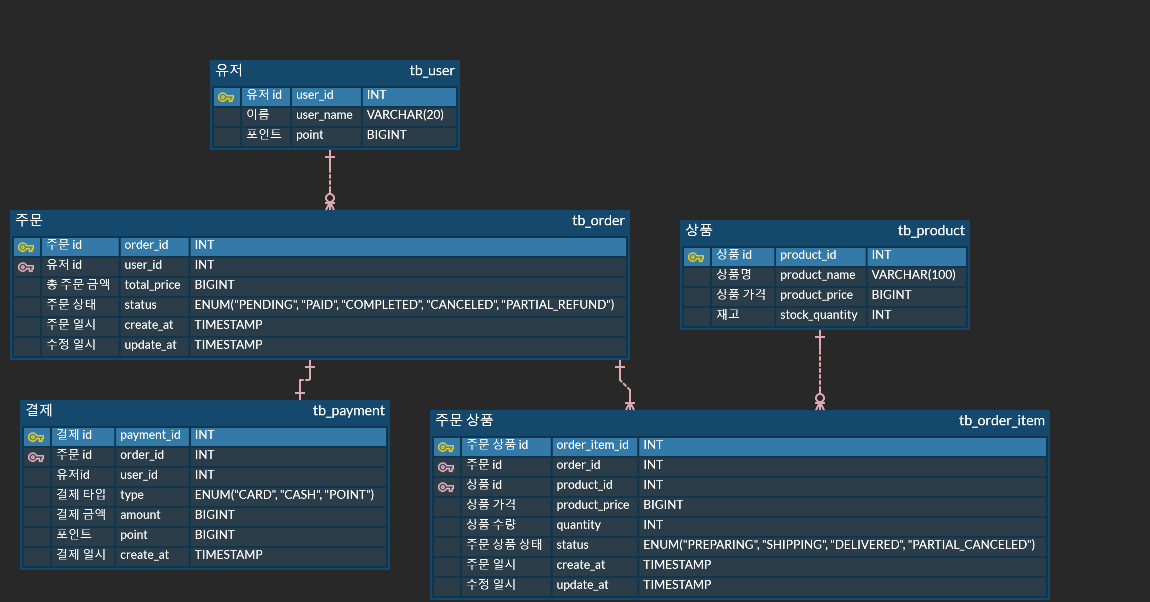 유저 tb_user
유저 id user_id INT
이름 user_name VARCHAR(20)
포인트 point BIGINT
주문 tb_order
주문 id order_id INT
유저 id user_id INT
총 주문 금액 total_price BIGINT
주문 상태 status ENUM("PENDING", "PAID", "COMPLETED", "CANCELED", "PARTIAL_REFUND")
주문 일시 create_at TIMESTAMP
수정 일시 update_at TIMESTAMP
상품 tb_product
상품 id product_id INT
상품명 product_name VARCHAR(100)
상품 가격 product_price BIGINT
재고 stock_quantity INT
결제 tb_payment
결제 id payment_id INT
주문 id order_id INT
유저id user_id INT
결제 타입 type ENUM("CARD", "CASH", "POINT")
결제 금액 amount BIGINT
포인트 point BIGINT
결제 일시 create_at TIMESTAMP
주문 상품 tb_order_item
주문 상품 id order_item_id INT
주문 id order_id INT
상품 id product_id INT
상품 가격 product_price BIGINT
상품 수량 quantity INT
주문 상품 상태 status ENUM("PREPARING", "SHIPPING", "DELIVERED", "PARTIAL_CANCELED")
주문 일시 create_at TIMESTAMP
수정 일시 update_at TIMESTAMP